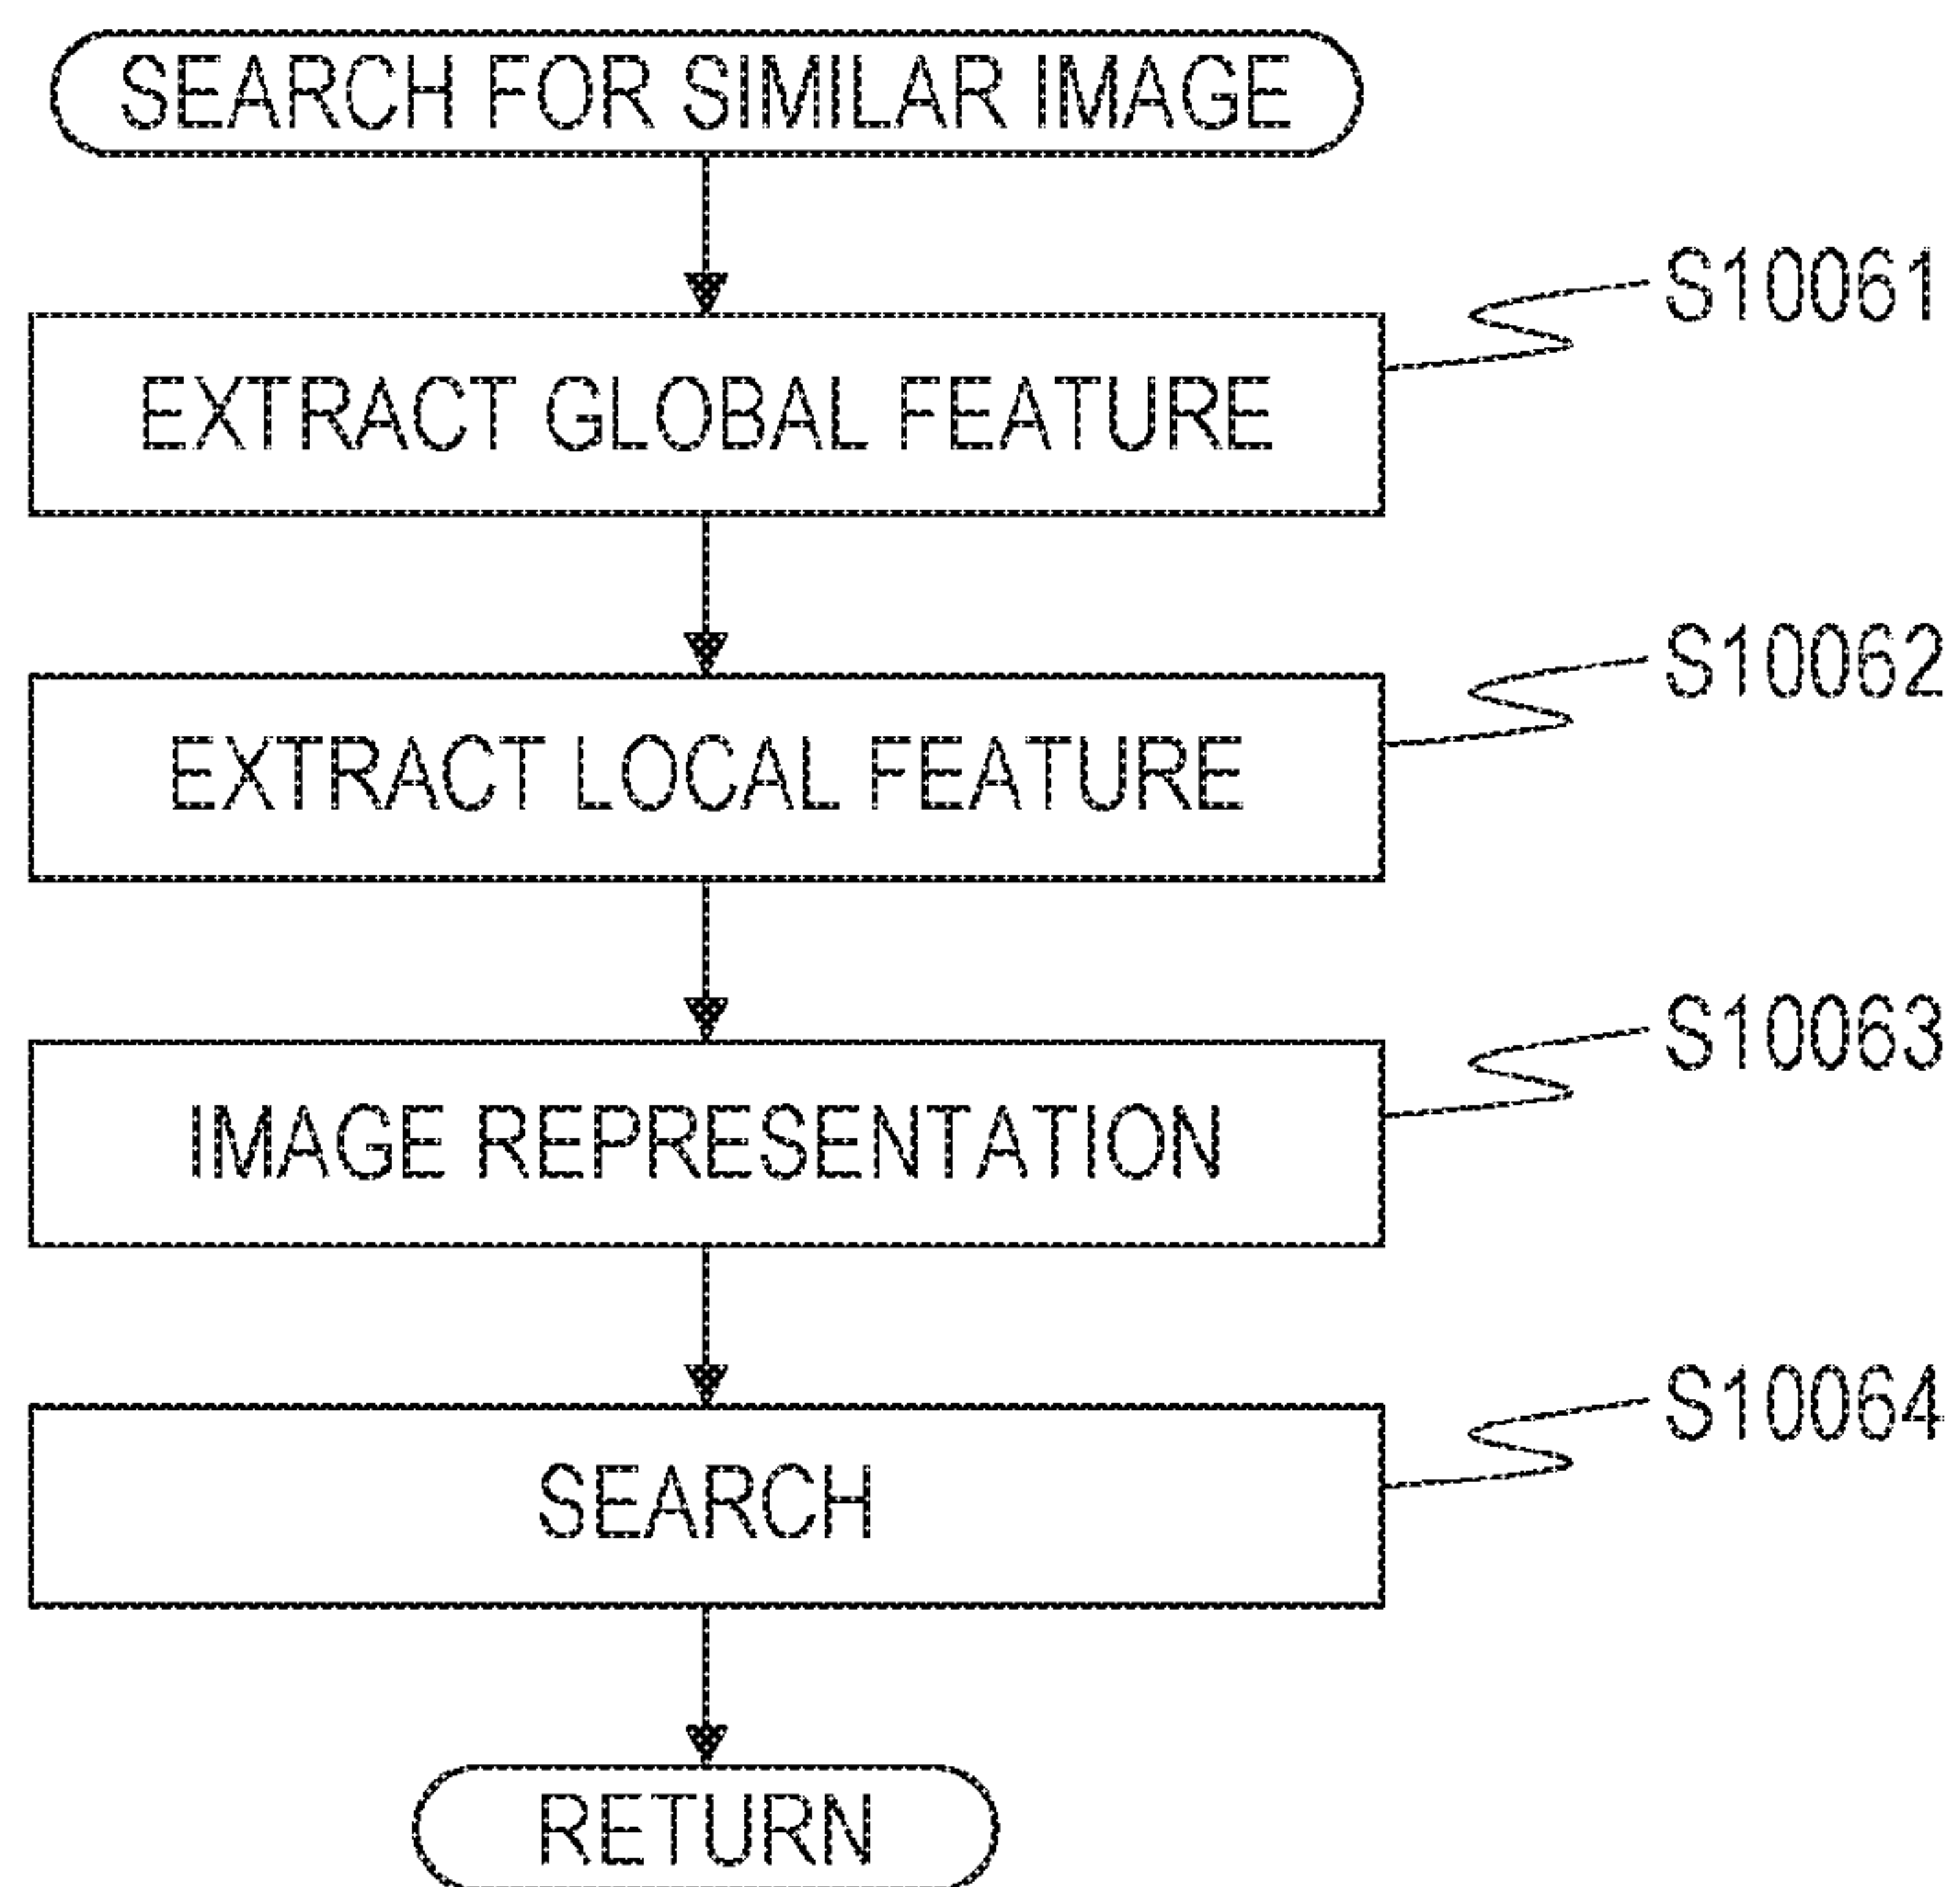 SEARCH FOR SIMILAR IMAGE
S10061
EXTRACT GLOBAL FEATURE
S10062
EXTRACT LOCAL FEATURE
S10063
IMAGE REPRESENTATION
S10064
SEARCH
RETURN